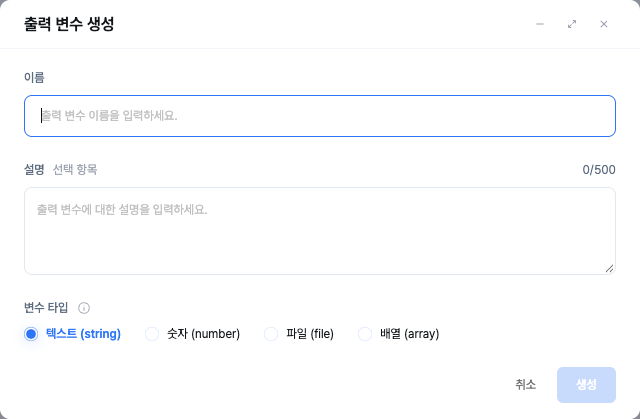 출력 변수 생성
이름
출력 변수 이름을 입력하세요.
설명 선택 항목 0/500
출력 변수에 대한 설명을 입력하세요.
변수 타입
텍스트 (string) 숫자 (number) 파일 (file) 배열 (array)
취소 생성